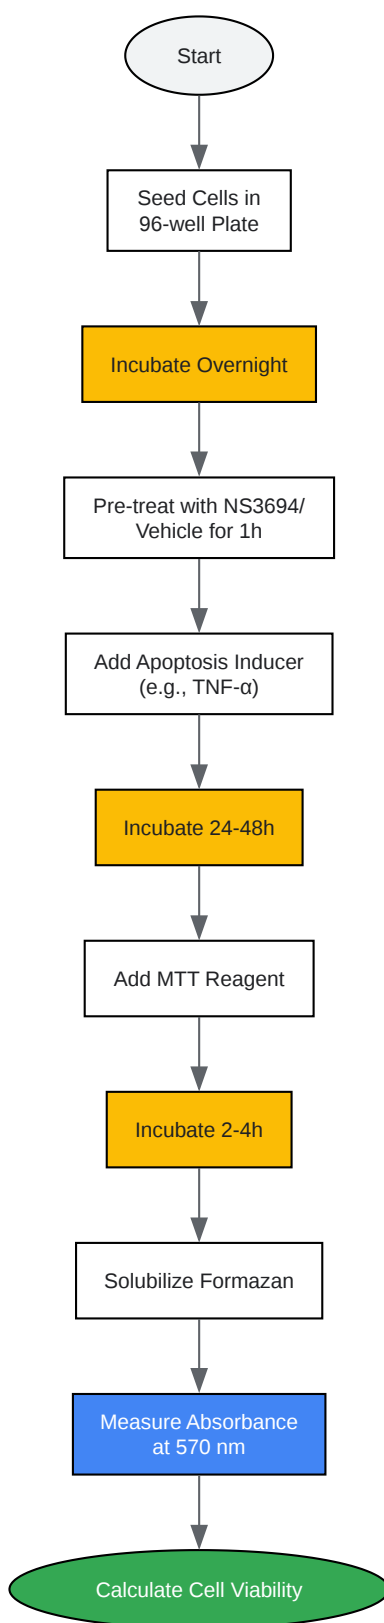 Start
Seed Cells in
96-well Plate
Incubate Overnight
Pre-treat with NS3694/
Vehicle for 1h
Add Apoptosis Inducer
(e.g., TNF-α)
Incubate 24-48h
Add MTT Reagent
Incubate 2-4h
Solubilize Formazan
Measure Absorbance
at 570 nm
Calculate Cell Viability